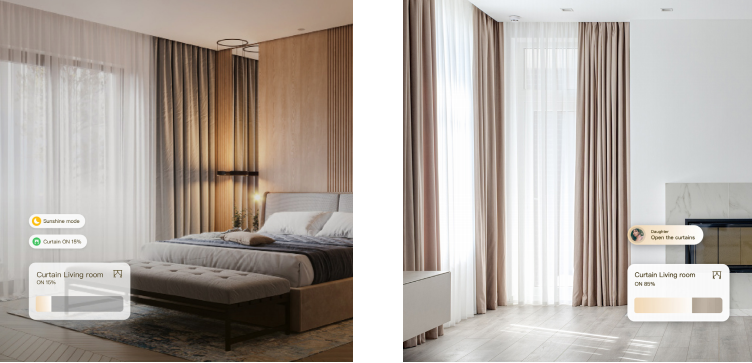 Sunshine mode
Curtain ON 15%
Curtain Living room
ON 15%
Daughter
Open the curtains
Curtain Living room
ON 85%